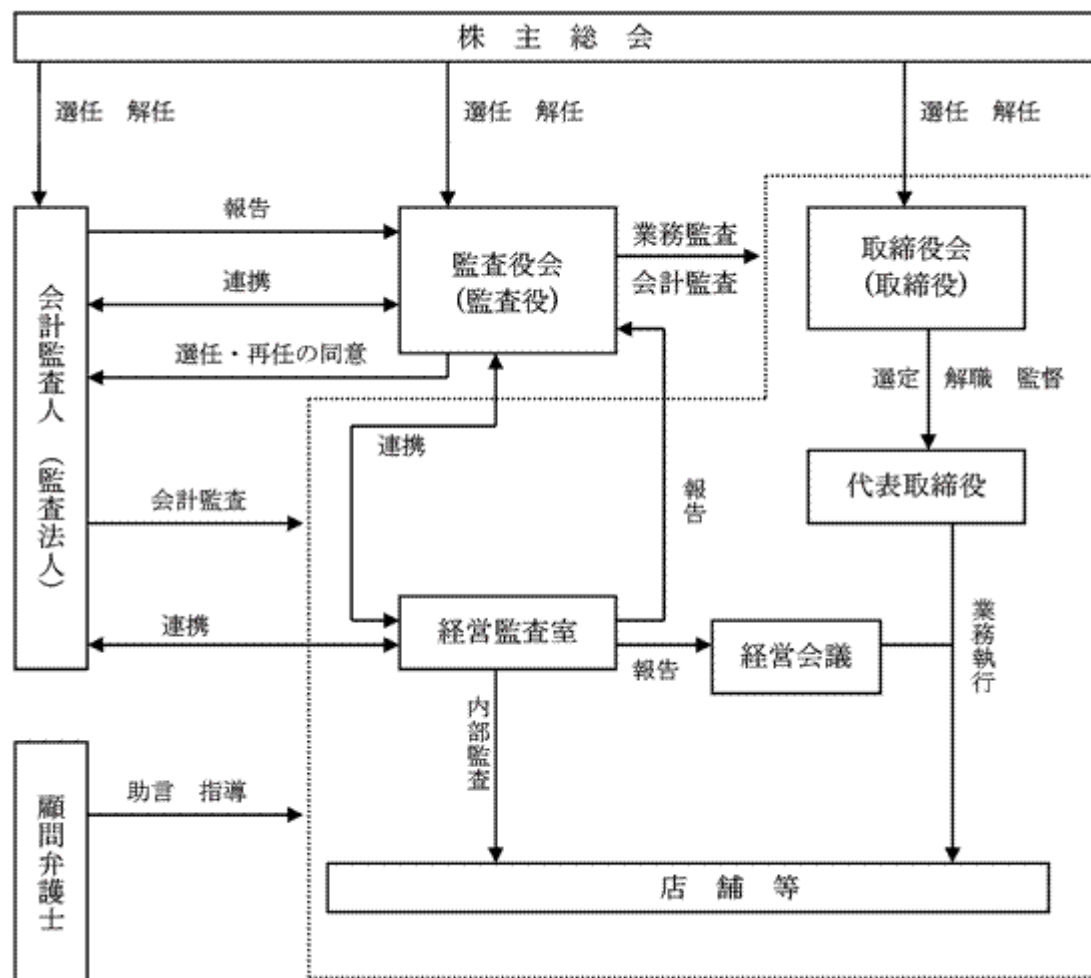 株 主 総 会
選任 解任
選任 解任
選任 解任
報告
連携
選任・再任の同意
会計監査人 (監査法人)
監査役会
(監査役)
業務監査
会計監査
取締役会
(取締役)
選定 解職 監督
代表取締役
連携
報告
会計監査
連携
経営監査室
報告
経営会議
業務執行
内部監査
顧問弁護士
助言 指導
店 舗 等